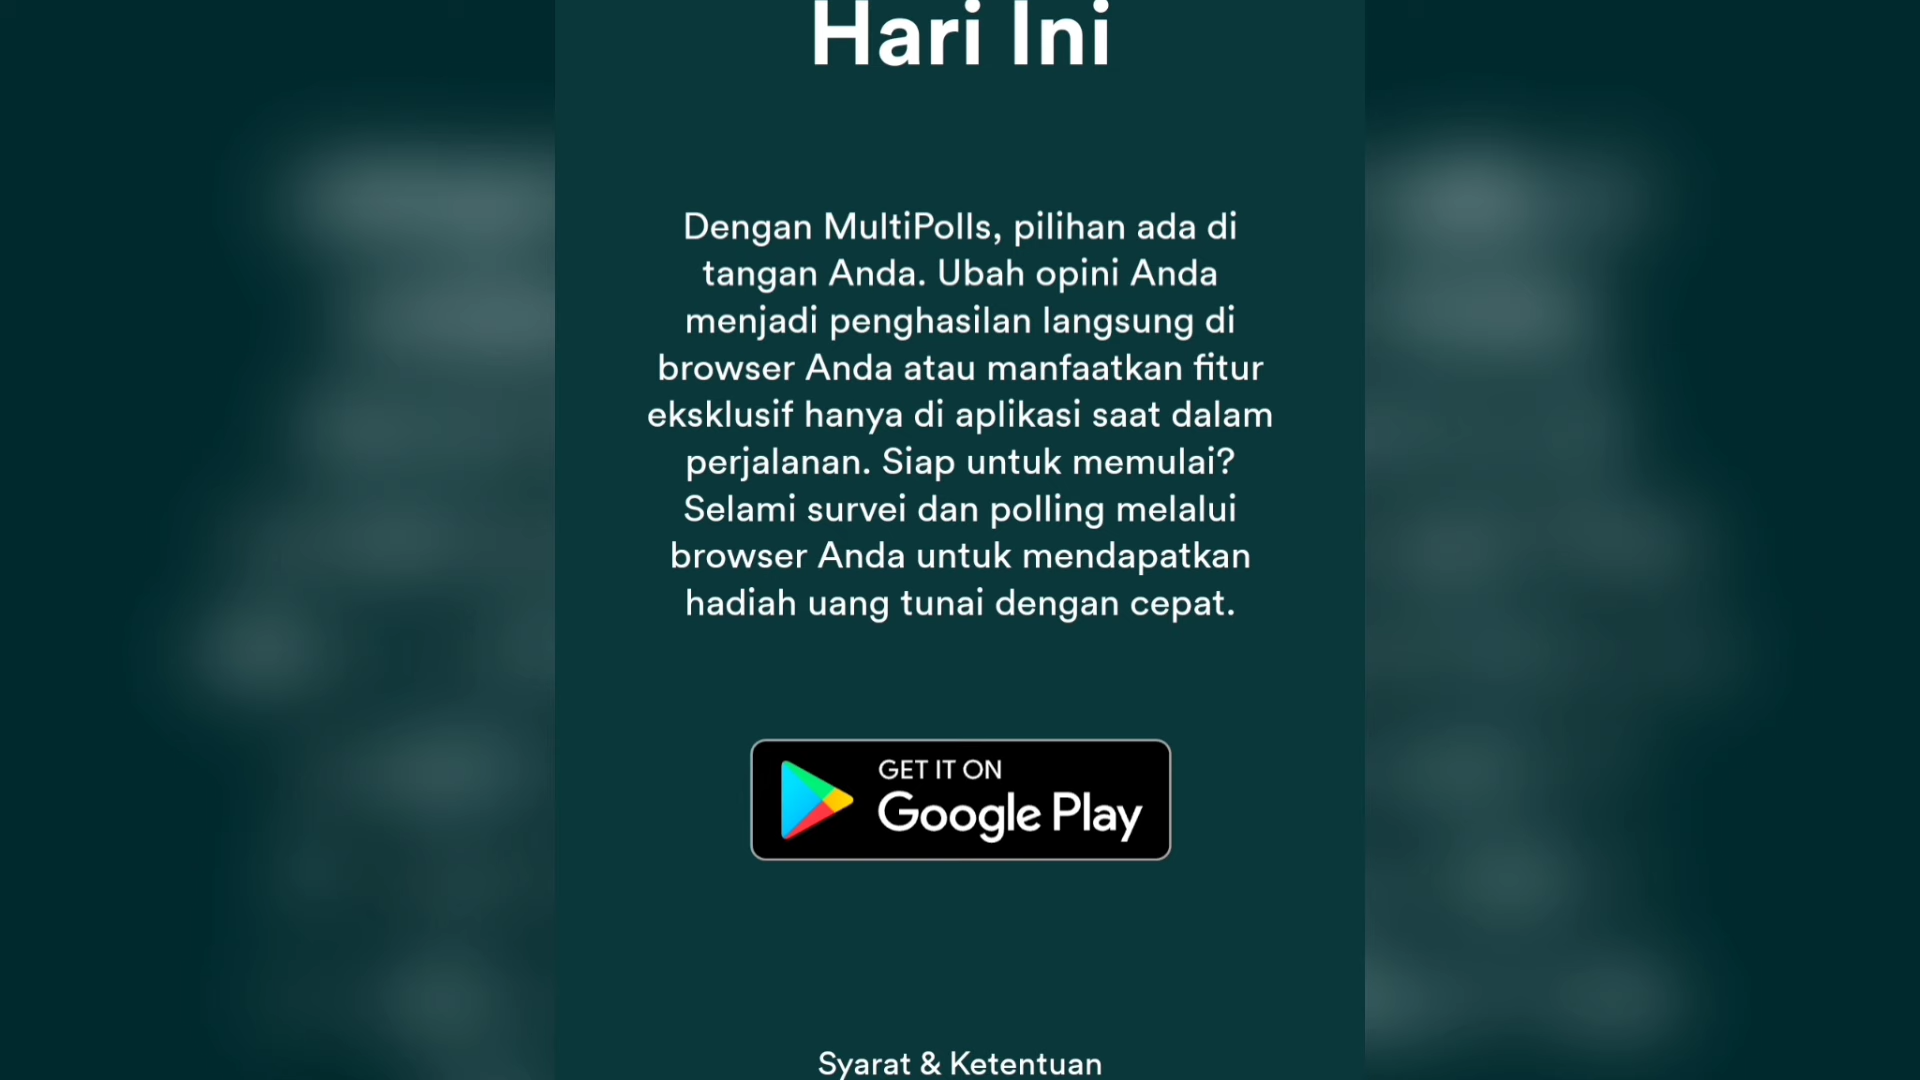 Hari Ini
Dengan MultiPolls, pilihan ada di
tangan Anda. Ubah opini Anda
menjadi penghasilan langsung di
browser Anda atau manfaatkan fitur
eksklusif hanya di aplikasi saat dalam
perjalanan. Siap untuk memulai?
Selami survei dan polling melalui
browser Anda untuk mendapatkan
hadiah uang tunai dengan cepat.
GET IT ON
Google Play
Syarat & Ketentuan